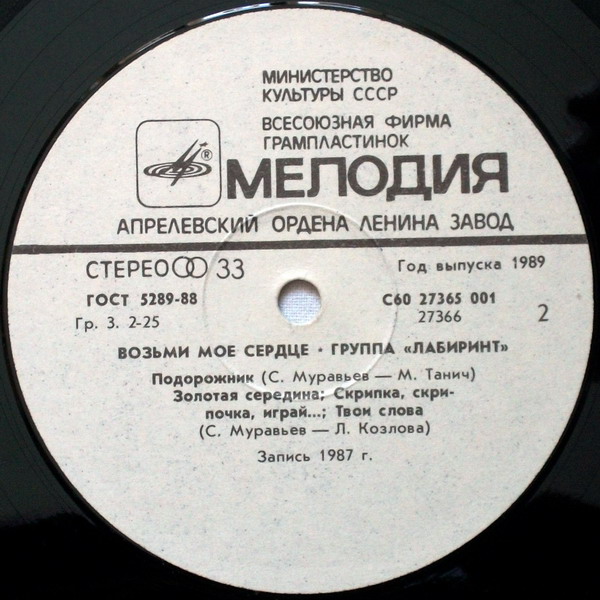 МИНИСТЕРСТВО
КУЛЬТУРЫ СССР
ВСЕСОЮЗНАЯ ФИРМА
ГРАМПЛАСТИНОК
®
МЕЛОДИЯ
АПРЕЛЕВСКИЙ ОРДЕНА ЛЕНИНА ЗАВОД
СТЕРЕО 33
Год выпуска 1989
ГОСТ 5289-88
С60 27365 001
Гр. 3. 2-25
27366
2
ВОЗЬМИ МОЕ СЕРДЦЕ · ГРУППА «ЛАБИРИНТ»
Подорожник (С. Муравьев — М. Танич)
Золотая середина; Скрипка, скри-
почка, играй...; Твои слова
(С. Муравьев — Л. Козлова)
Запись 1987 г.